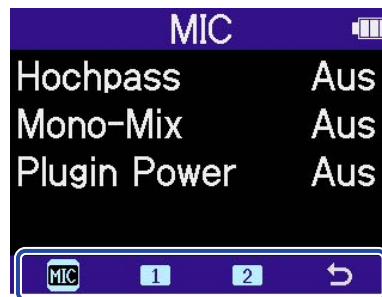 MIC
Hochpass Aus
Mono-Mix Aus
Plugin Power Aus
MIC 1 2